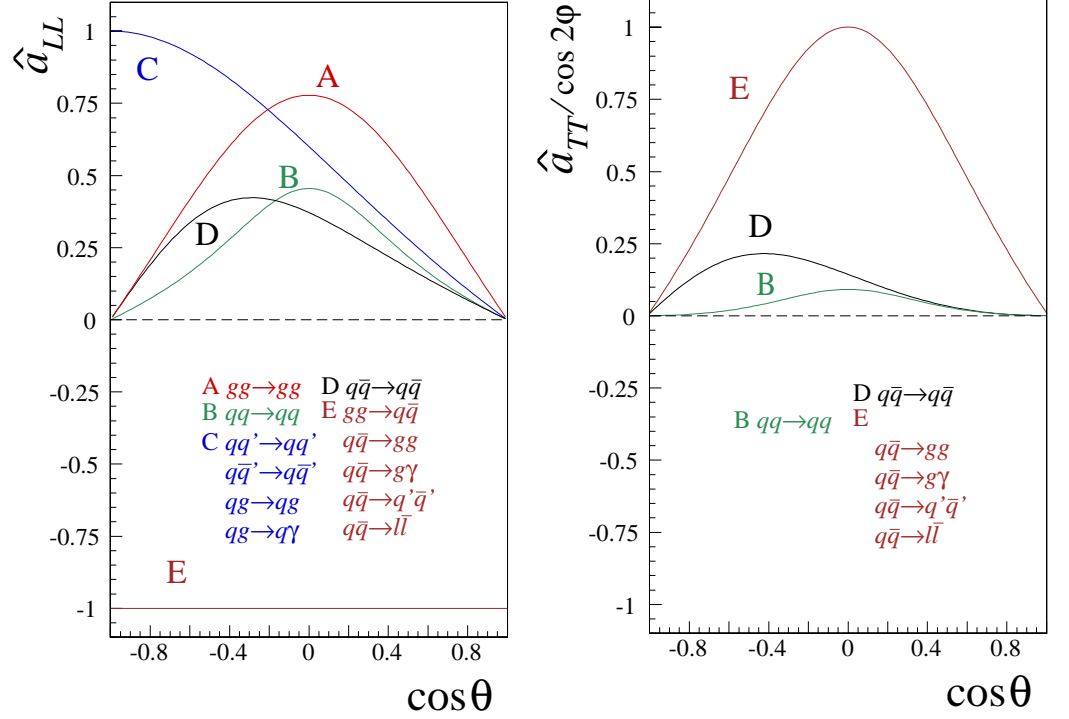 â_LL
1
0.75
0.5
0.25
0
-0.25
-0.5
-0.75
-1
C
A
B
D
E
A gg→gg
B qq→qq
C qq’→qq’
qq̄’→qq̄’
qg→qg
qg→qγ
D qq̄→qq̄
E gg→qq̄
qq̄→gg
qq̄→gγ
qq̄→q’q̄’
qq̄→ll̄
-0.8 -0.4 0 0.4 0.8
cosθ
â_TT / cos 2φ
1
0.75
0.5
0.25
0
-0.25
-0.5
-0.75
-1
E
D
B
B qq→qq
D qq̄→qq̄
E
qq̄→gg
qq̄→gγ
qq̄→q’q̄’
qq̄→ll̄
-0.8 -0.4 0 0.4 0.8
cosθ